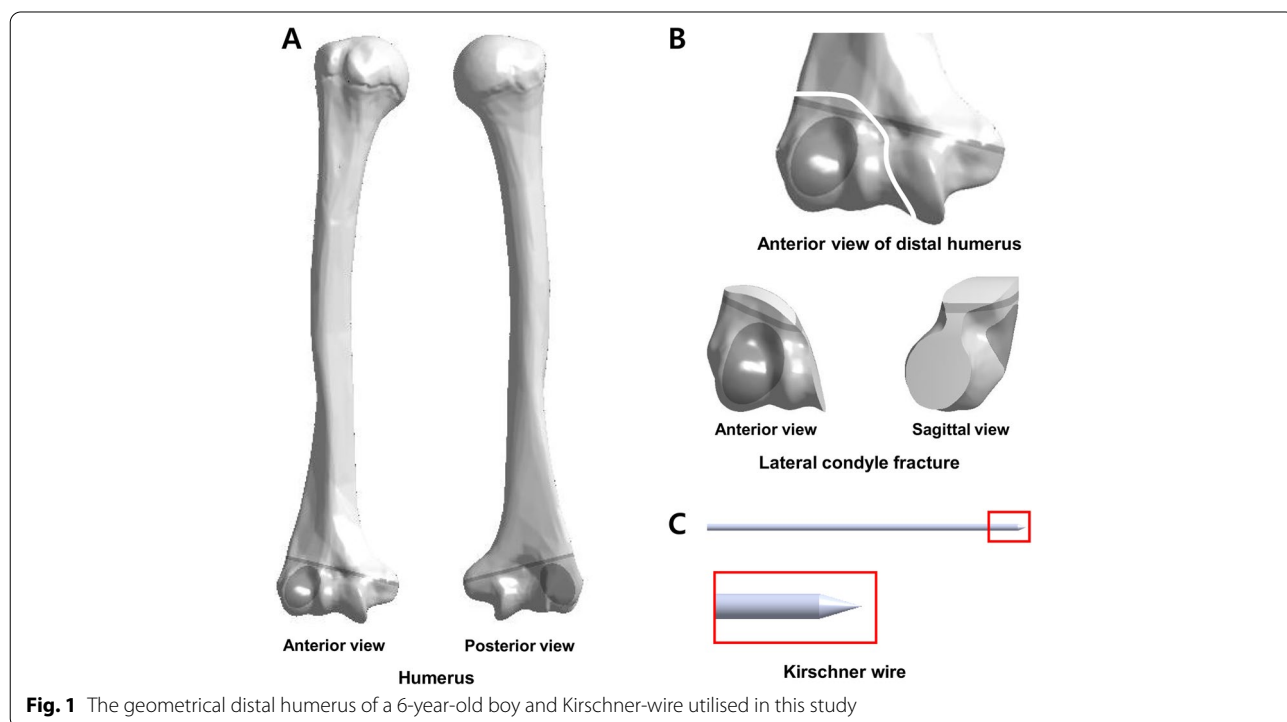 A
Anterior view
Posterior view
Humerus
B
Anterior view of distal humerus
Anterior view
Sagittal view
Lateral condyle fracture
C
Kirschner wire
Fig. 1 The geometrical distal humerus of a 6-year-old boy and Kirschner-wire utilised in this study